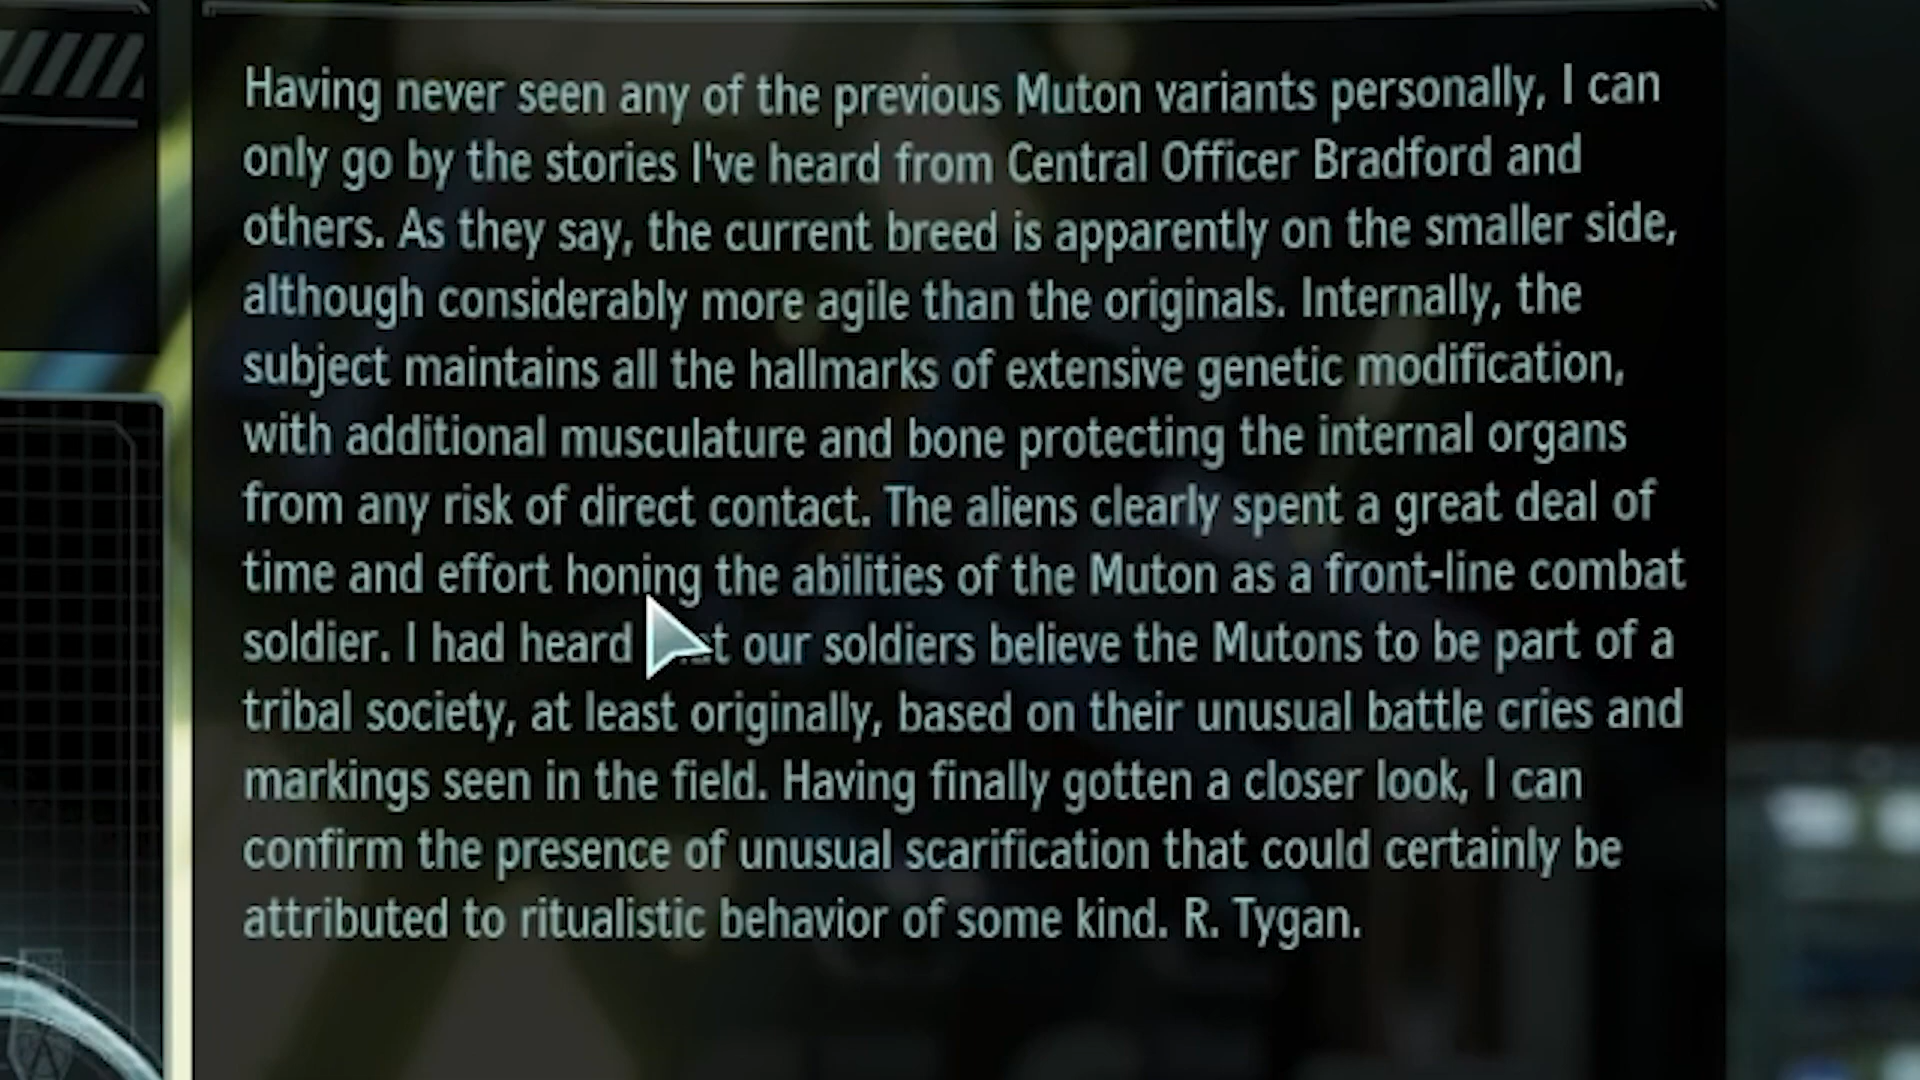 Having never seen any of the previous Muton variants personally, I can
only go by the stories I've heard from Central Officer Bradford and
others. As they say, the current breed is apparently on the smaller side,
although considerably more agile than the originals. Internally, the
subject maintains all the hallmarks of extensive genetic modification,
with additional musculature and bone protecting the internal organs
from any risk of direct contact. The aliens clearly spent a great deal of
time and effort honing the abilities of the Muton as a front-line combat
soldier. I had heard our soldiers believe the Mutons to be part of a
tribal society, at least originally, based on their unusual battle cries and
markings seen in the field. Having finally gotten a closer look, I can
confirm the presence of unusual scarification that could certainly be
attributed to ritualistic behavior of some kind. R. Tygan.